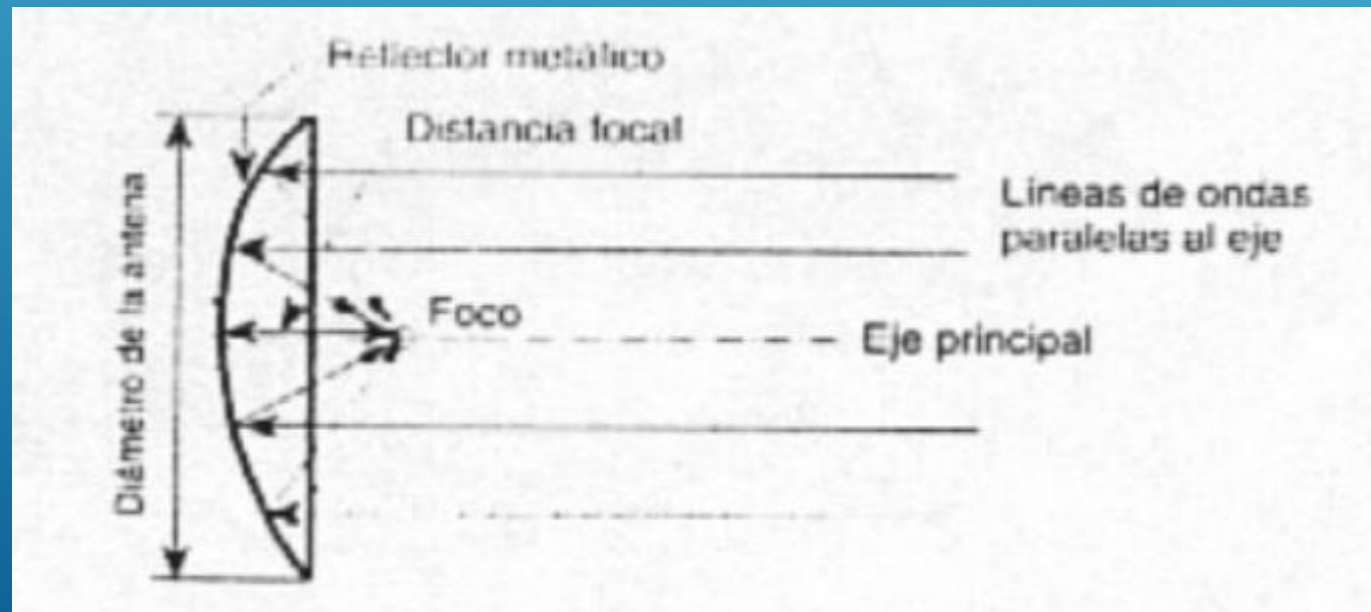 Reflector metálico
Distancia focal
Líneas de ondas
paralelas al eje
Foco
Eje principal
Diámetro de la antena